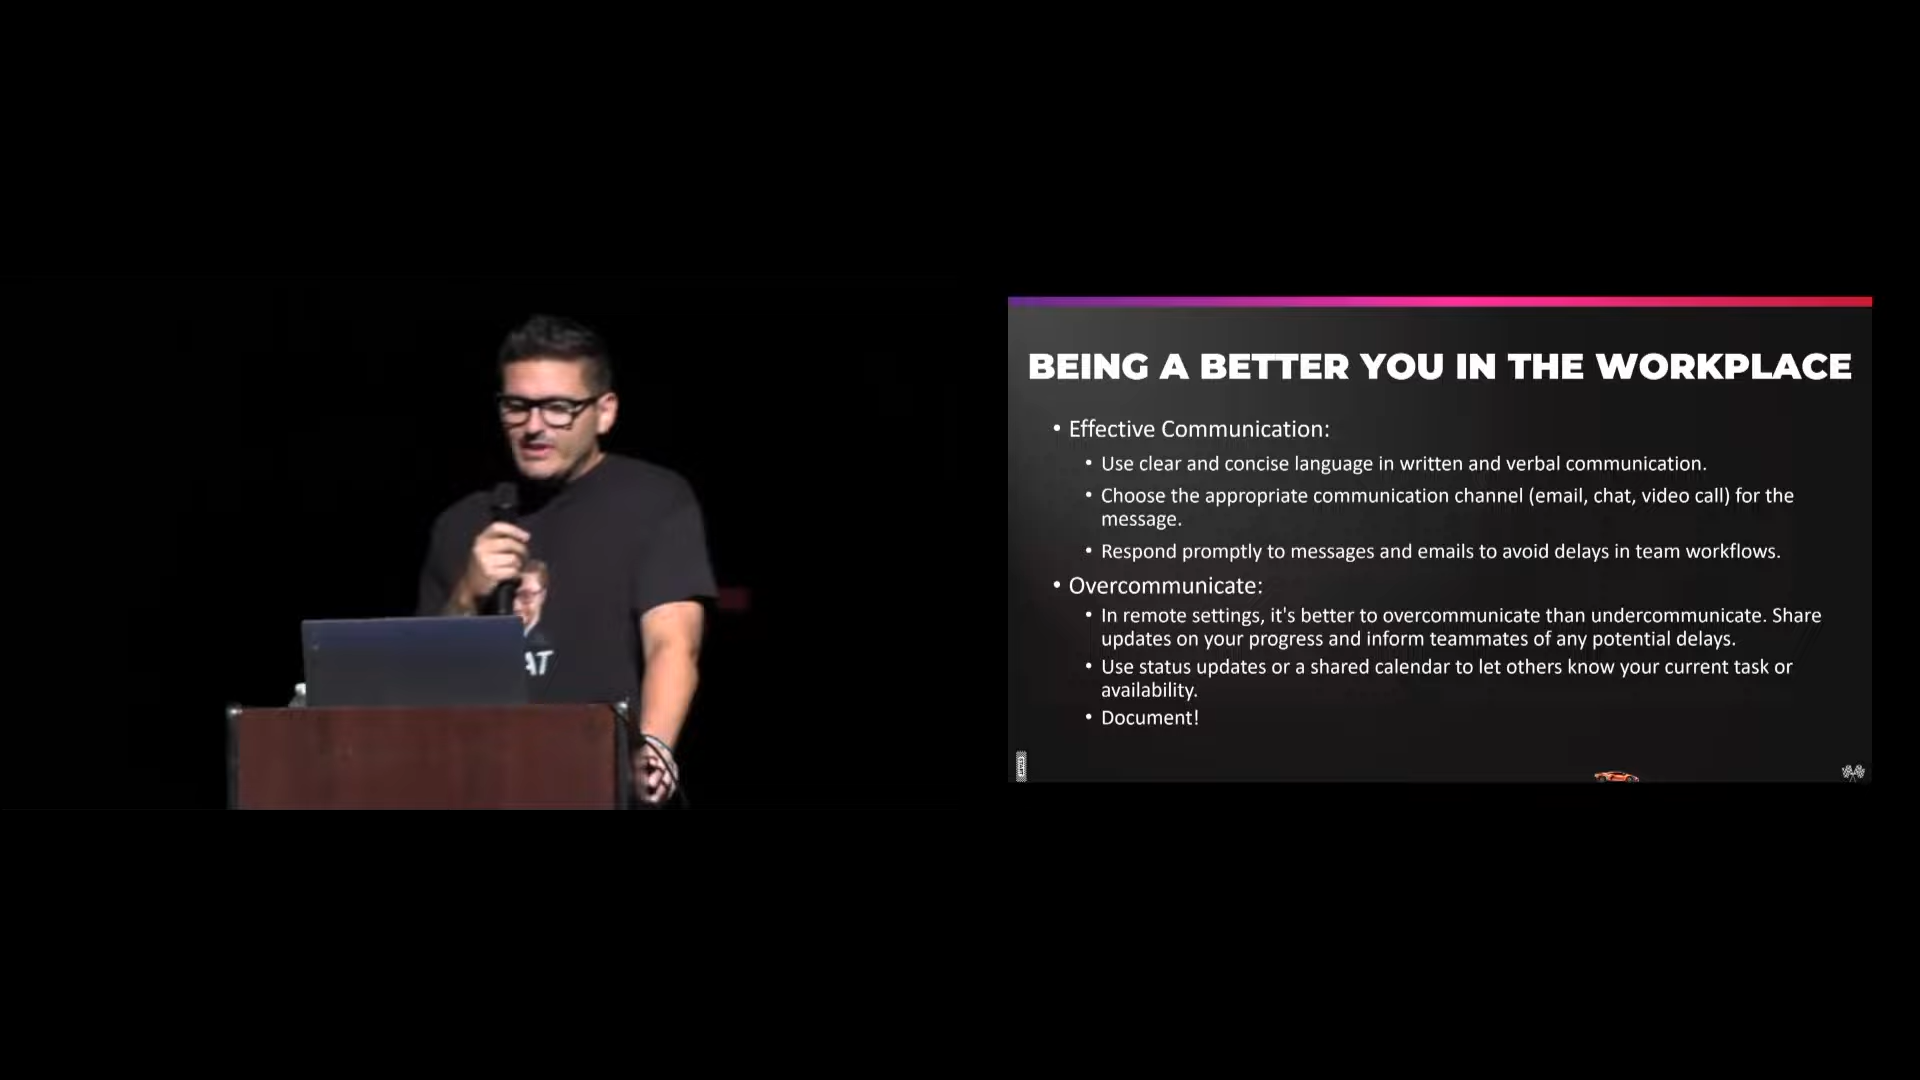 BEING A BETTER YOU IN THE WORKPLACE
• Effective Communication:
• Use clear and concise language in written and verbal communication.
• Choose the appropriate communication channel (email, chat, video call) for the
message.
• Respond promptly to messages and emails to avoid delays in team workflows.
• Overcommunicate:
• In remote settings, it's better to overcommunicate than undercommunicate. Share
updates on your progress and inform teammates of any potential delays.
• Use status updates or a shared calendar to let others know your current task or
availability.
• Document!
AT